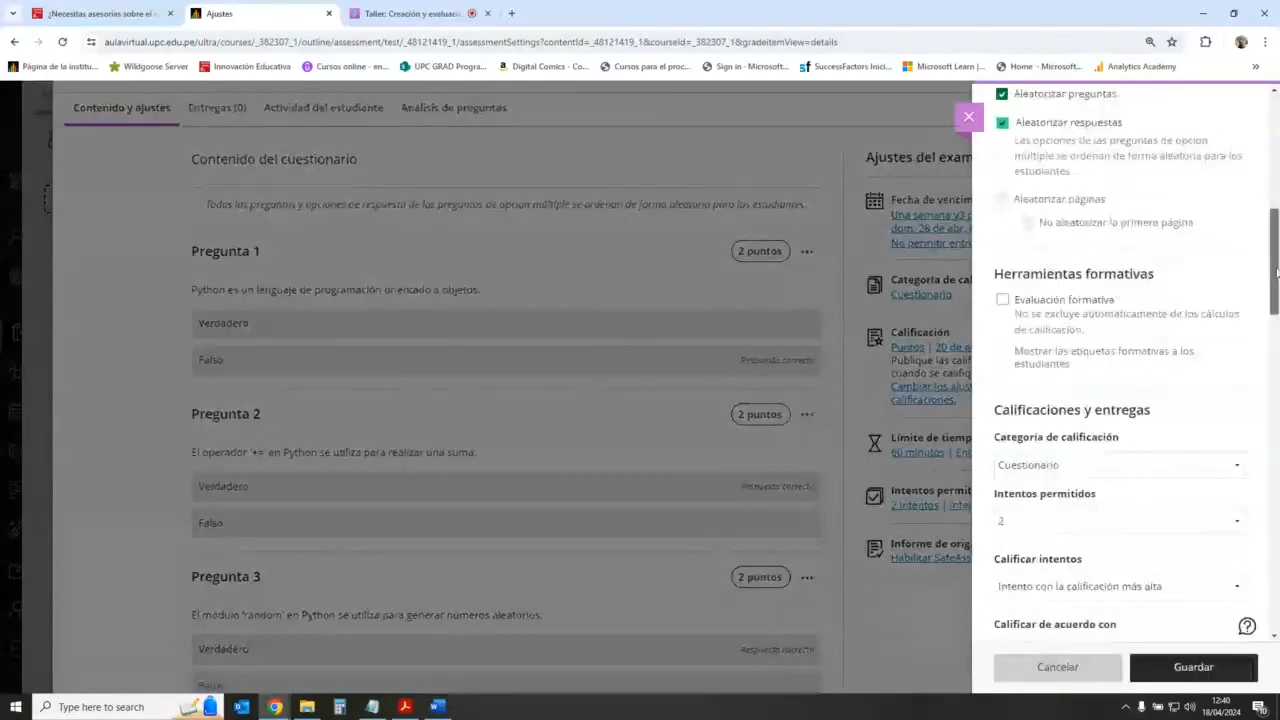 ¿Necesitas asesorías sobre el u
Ajustes
Taller: Creación y evaluació
aulavirtual.upc.edu.pe/ultra/courses/_382307_1/outline/assessment/test/_48121419_1/assessmentSettings?contentId=_48121419_1&courseId=_382307_1&gradeitemView=details
Página de la institu...
Wildgoose Server
Innovación Educativa
Cursos online - en...
UPC GRAD Progra...
Digital Comics - Co...
Cursos para el proc...
Sign in - Microsoft...
SuccessFactors Inici...
Microsoft Learn |...
Home - Microsoft...
Analytics Academy
Contenido y ajustes
Entregas (0)
Actividad del estudiante
Análisis de preguntas
Contenido del cuestionario
Todas las preguntas y opciones de respuesta de las preguntas de opción múltiple se ordenan de forma aleatoria para los estudiantes.
Pregunta 1
2 puntos
Python es un lenguaje de programación orientado a objetos.
Verdadero
Falso
Respuesta correcta
Pregunta 2
2 puntos
El operador '+=' en Python se utiliza para realizar una suma.
Verdadero
Respuesta correcta
Falso
Pregunta 3
2 puntos
El módulo 'random' en Python se utiliza para generar números aleatorios.
Verdadero
Respuesta correcta
Falso
Ajustes del exam
Fecha de vencim
Una semana y3
dom. 28 de abr,
No permitir entr
Categoría de cal
Cuestionario
Calificación
Puntos | 20 de p
Publique las calif
cuando se califiq
Cambiar los ajus
calificaciones.
Límite de tiemp
60 minutos | Ent
Intentos permit
2 intentos | Inte
Informe de orig
Habilitar SafeAss
Aleatorizar preguntas
Aleatorizar respuestas
Las opciones de las preguntas de opción
múltiple se ordenan de forma aleatoria para los
estudiantes
Aleatorizar páginas
No aleatorizar la primera página
Herramientas formativas
Evaluación formativa
No se excluye automáticamente de los cálculos
de calificación.
Mostrar las etiquetas formativas a los
estudiantes
Calificaciones y entregas
Categoría de calificación
Cuestionario
Intentos permitidos
2
Calificar intentos
Intento con la calificación más alta
Calificar de acuerdo con
Cancelar
Guardar
Type here to search
12:40
18/04/2024